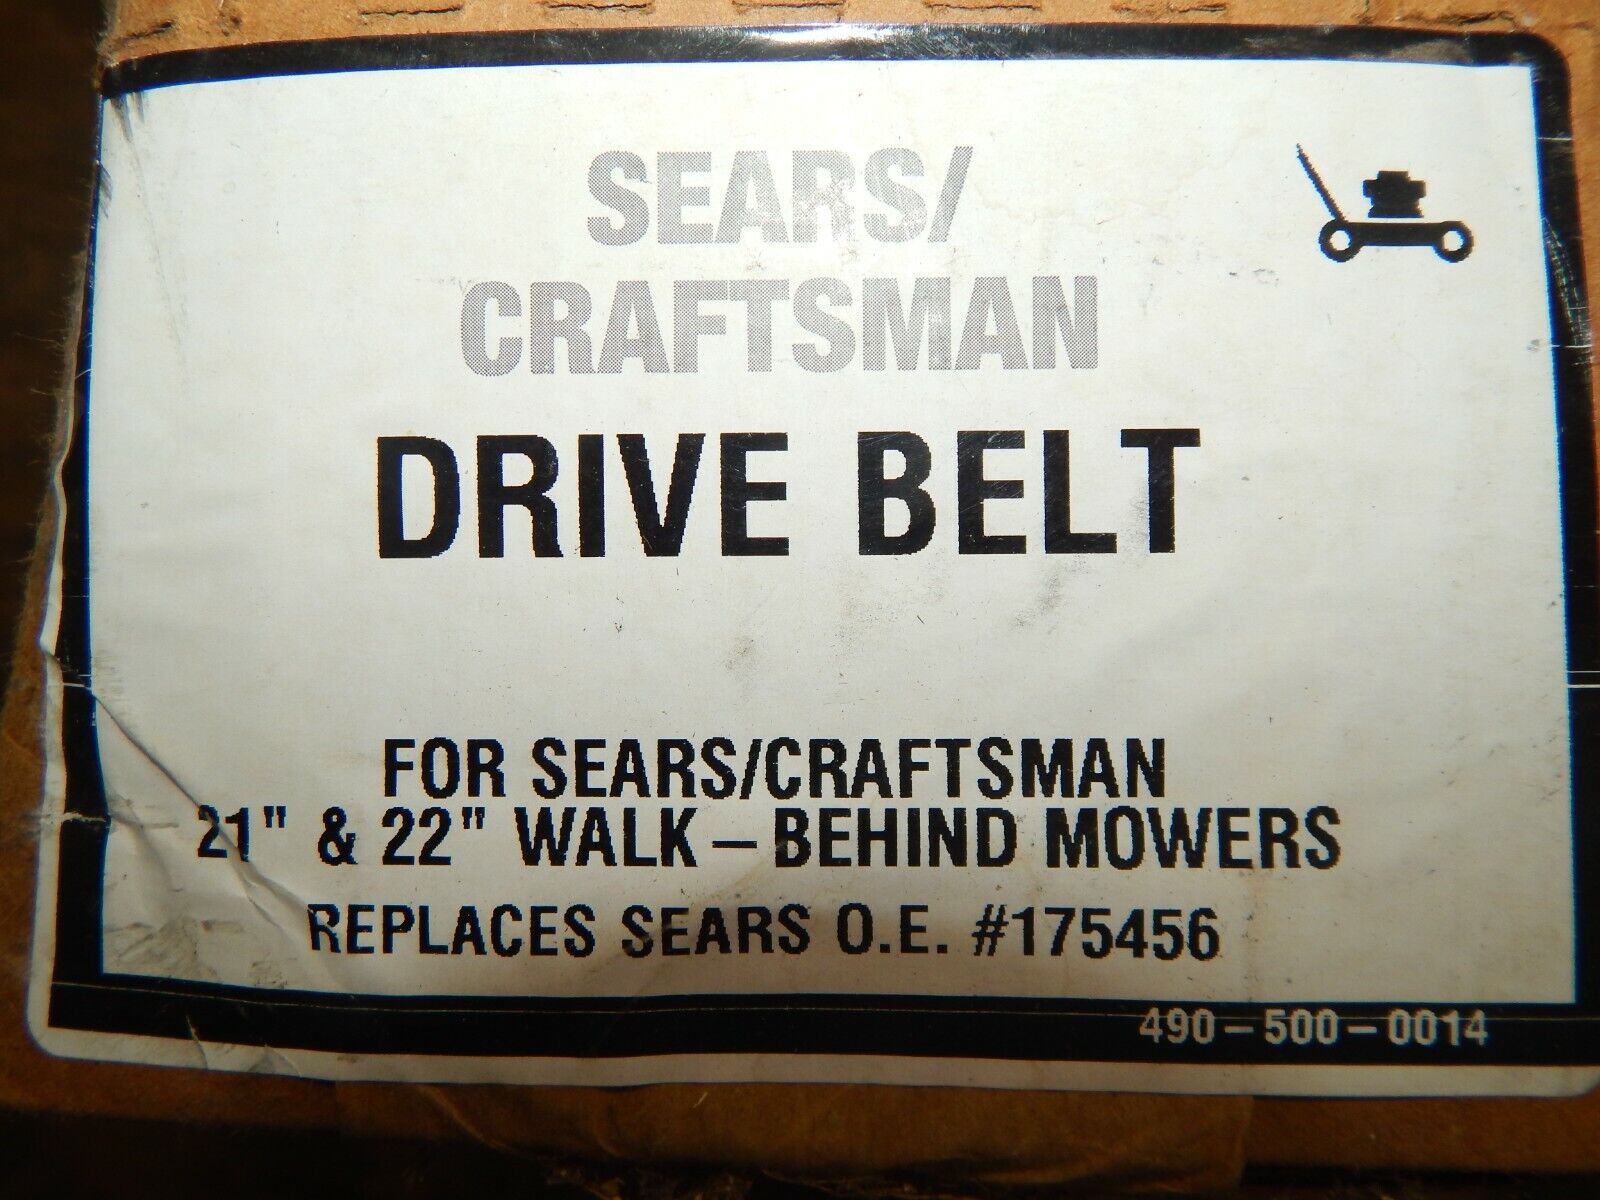 SEARS/
CRAFTSMAN
DRIVE BELT
FOR SEARS/CRAFTSMAN
21" & 22" WALK–BEHIND MOWERS
REPLACES SEARS O.E. #175456
490–500–0014